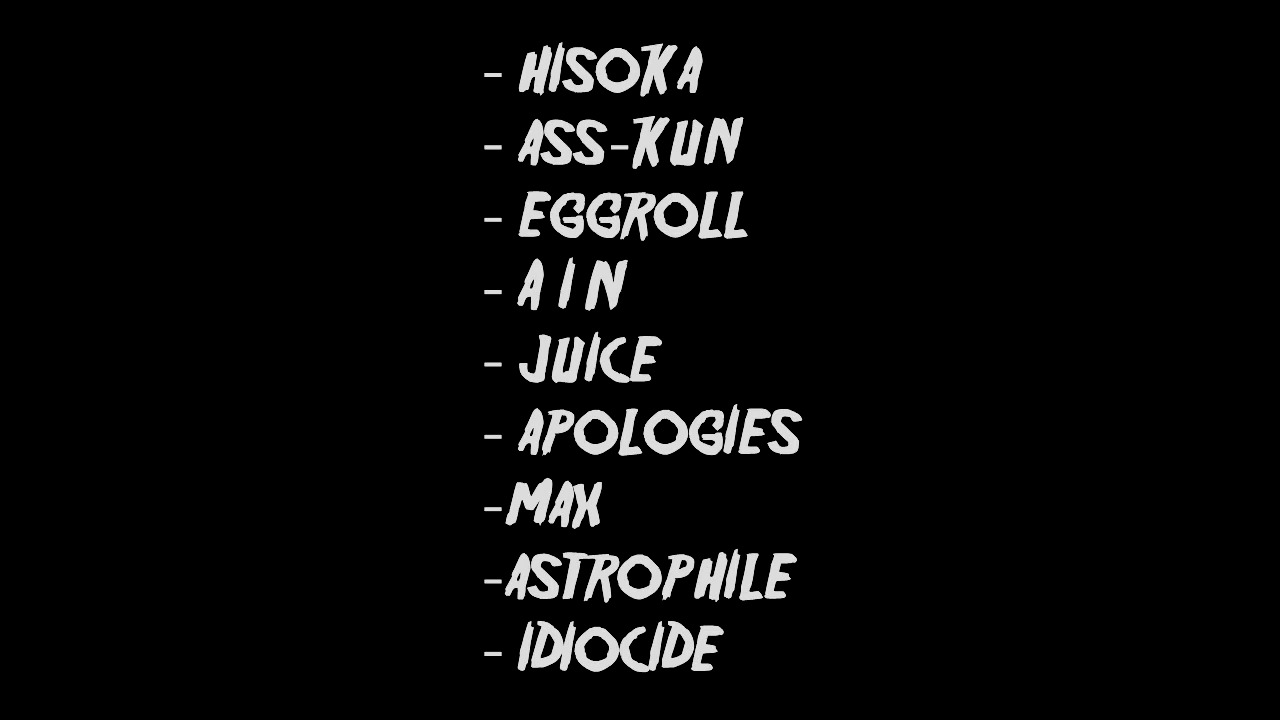 - HISOKA
- ASS-KUN
- EGGROLL
- A I N
- JUICE
- APOLOGIES
-MAX
-ASTROPHILE
- IDIOCIDE